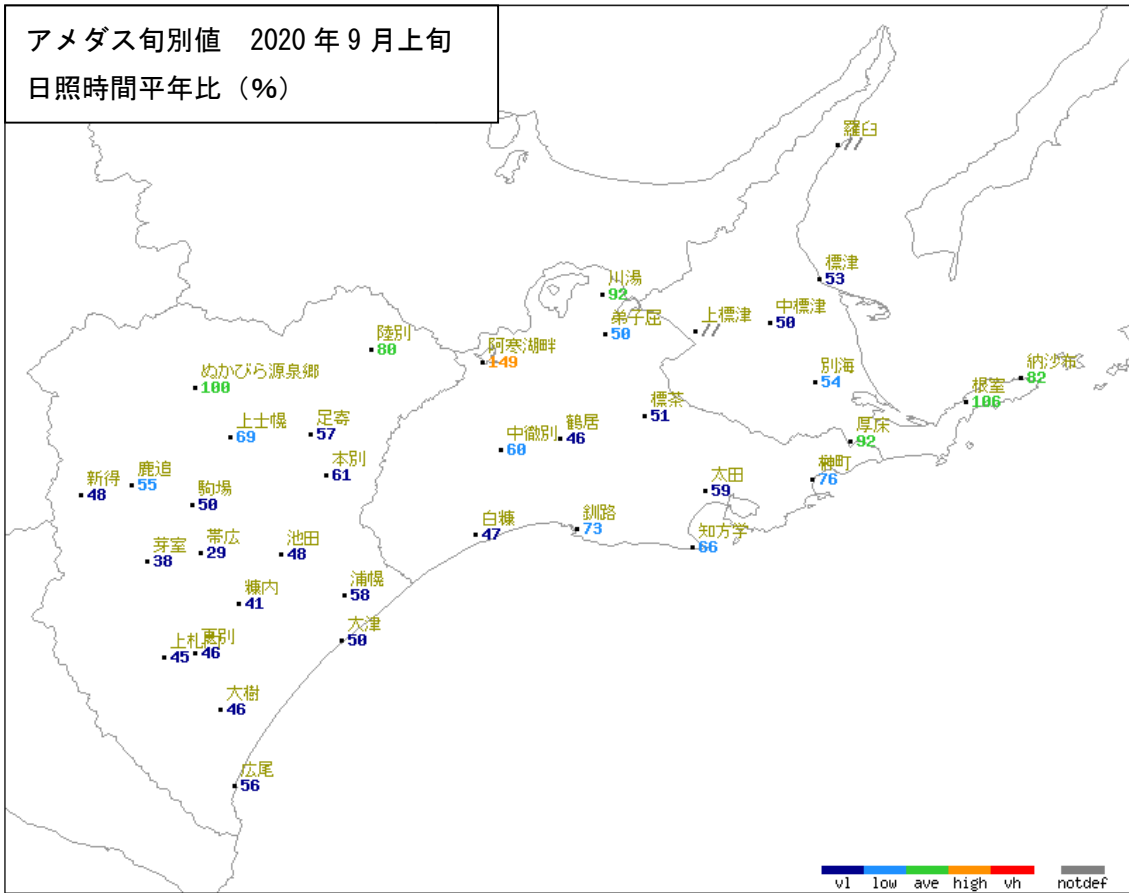 アメダス旬別値 2020年9月上旬
日照時間平年比（%）
羅臼
//
標津
53
川湯
92
中標津
50
上標津
//
弟子屈
50
陸別
80
阿寒湖畔
149
ぬかびら源泉郷
100
別海
54
納沙布
82
根室
106
標茶
51
上士幌
69
足寄
57
鶴居
46
中徹別
60
厚床
92
本別
61
新得
48
鹿追
55
駒場
50
太田
59
榊町
76
白糠
47
釧路
73
知方学
66
芽室
38
帯広
29
池田
48
糠内
41
浦幌
58
大津
50
上札
45
更別
46
大樹
46
広尾
56
vl low ave high vh notdef